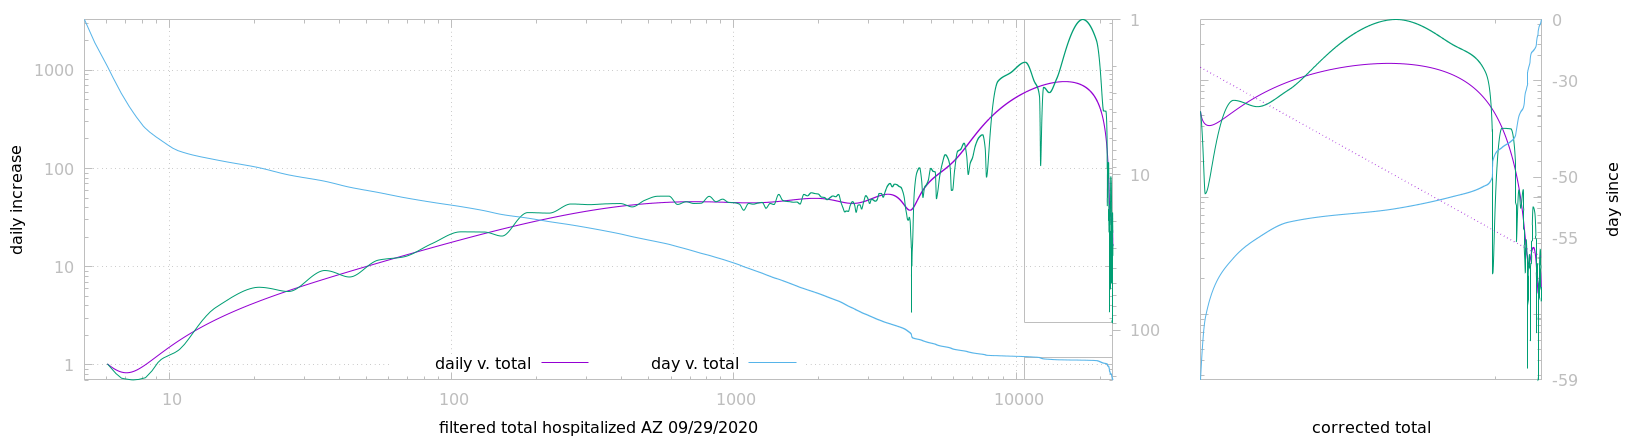 daily increase
1000
100
10
1
daily v. total
day v. total
10
100
1000
10000
filtered total hospitalized AZ 09/29/2020
1
10
100
corrected total
0
-30
-50
-55
-59
day since